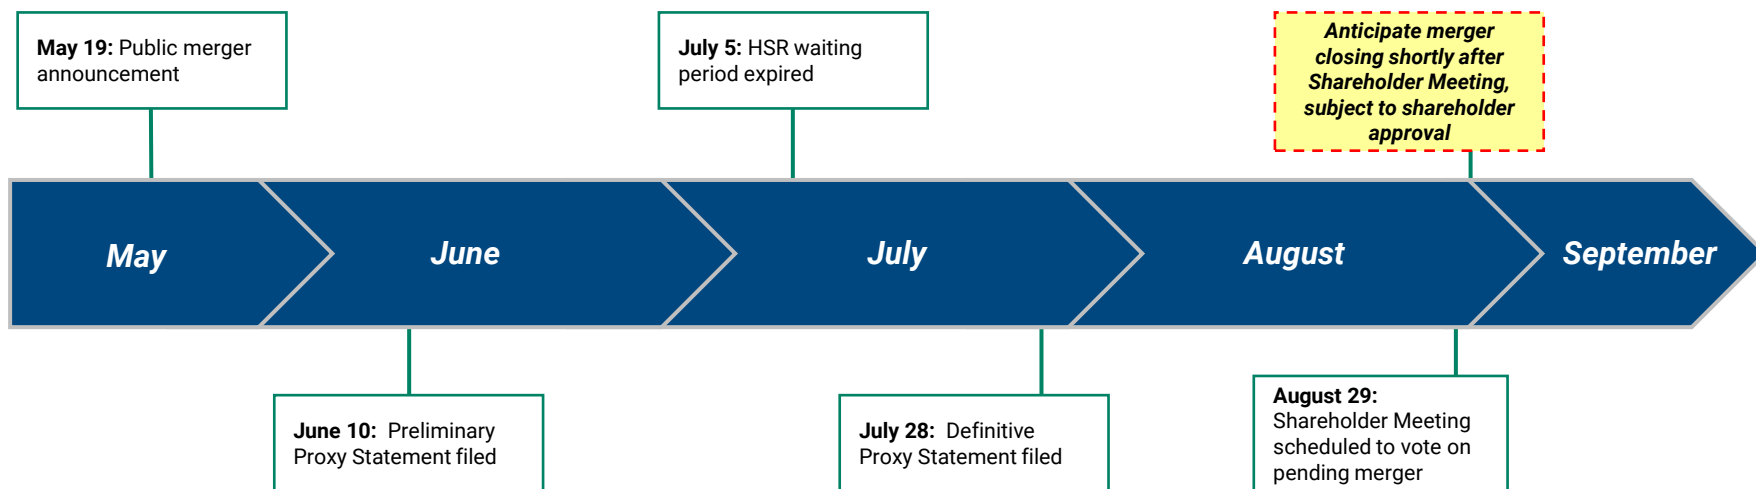 May 19: Public merger
announcement
July 5: HSR waiting
period expired
Anticipate merger
closing shortly after
Shareholder Meeting,
subject to shareholder
approval
May
June
July
August
September
June 10:  Preliminary
Proxy Statement filed
July 28:  Definitive
Proxy Statement filed
August 29:
Shareholder Meeting
scheduled to vote on
pending merger